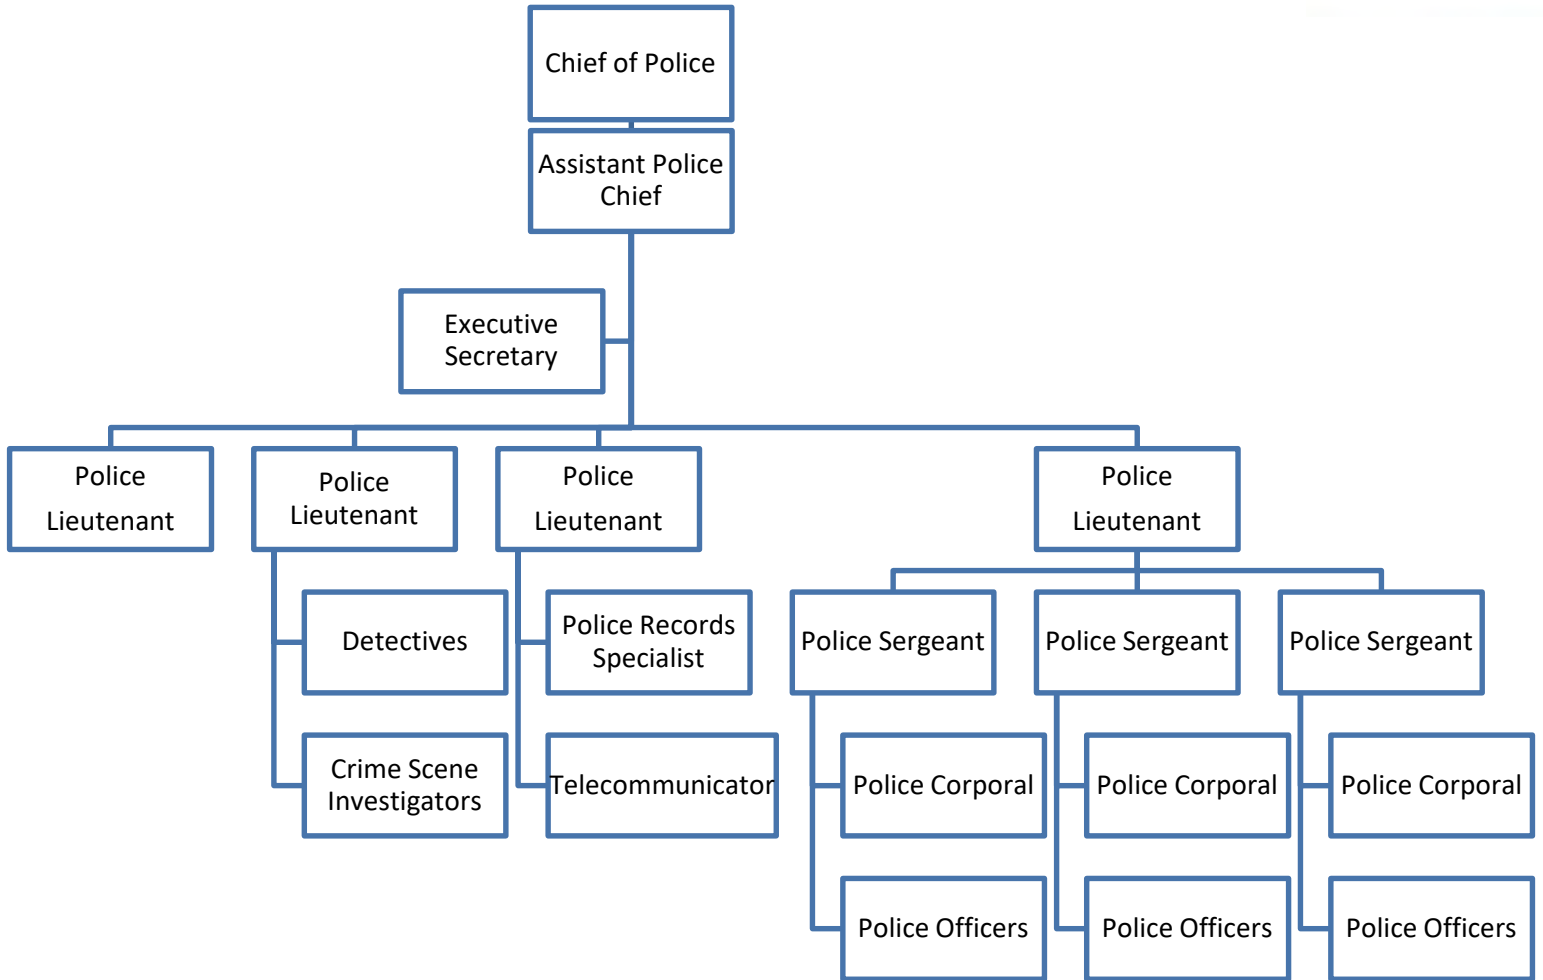 Chief of Police
Assistant Police
Chief
Executive
Secretary
Police
Lieutenant
Police
Lieutenant
Police
Lieutenant
Police
Lieutenant
Detectives
Police Records
Specialist
Police Sergeant
Police Sergeant
Police Sergeant
Crime Scene
Investigators
Telecommunicator
Police Corporal
Police Corporal
Police Corporal
Police Officers
Police Officers
Police Officers